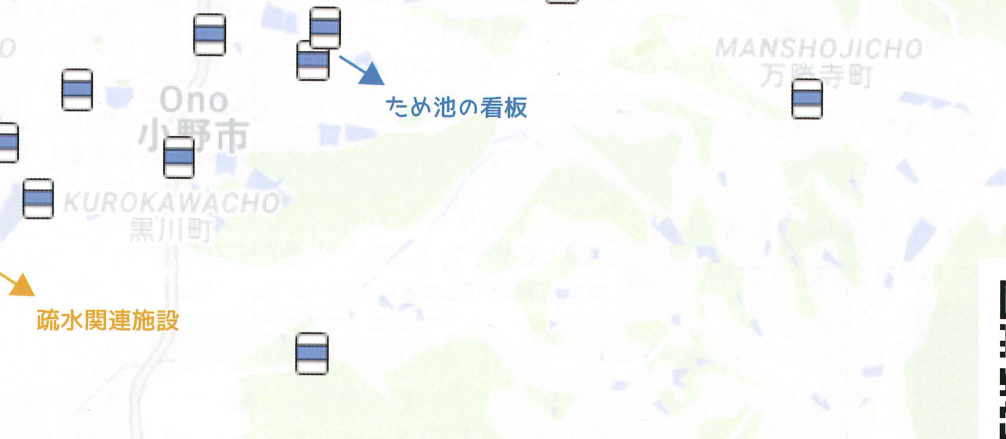 O
MANSHOJICHO
万勝寺町
ため池の看板
Ono
小野市
KUROKAWACHO
黒川町
疏水関連施設